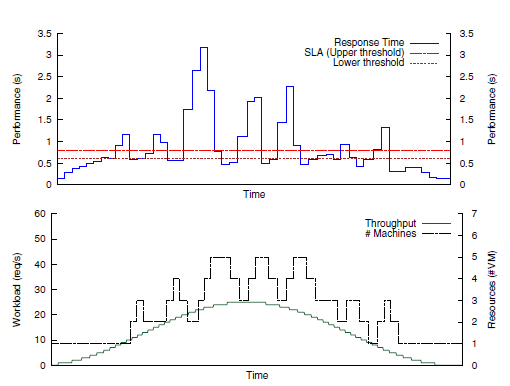 3.5 3.5
Response Time
3 SLA (Upper threshold) 3
Lower threshold
2.5 2.5
2 2
1.5 1.5
1 1
0.5 0.5
0 0
Performance (s)
Performance (s)
Time
60 7
Throughput
# Machines
50 6
40 5
30 4
3
20 2
10 1
0 0
Workload (req/s)
Resources (#VM)
Time